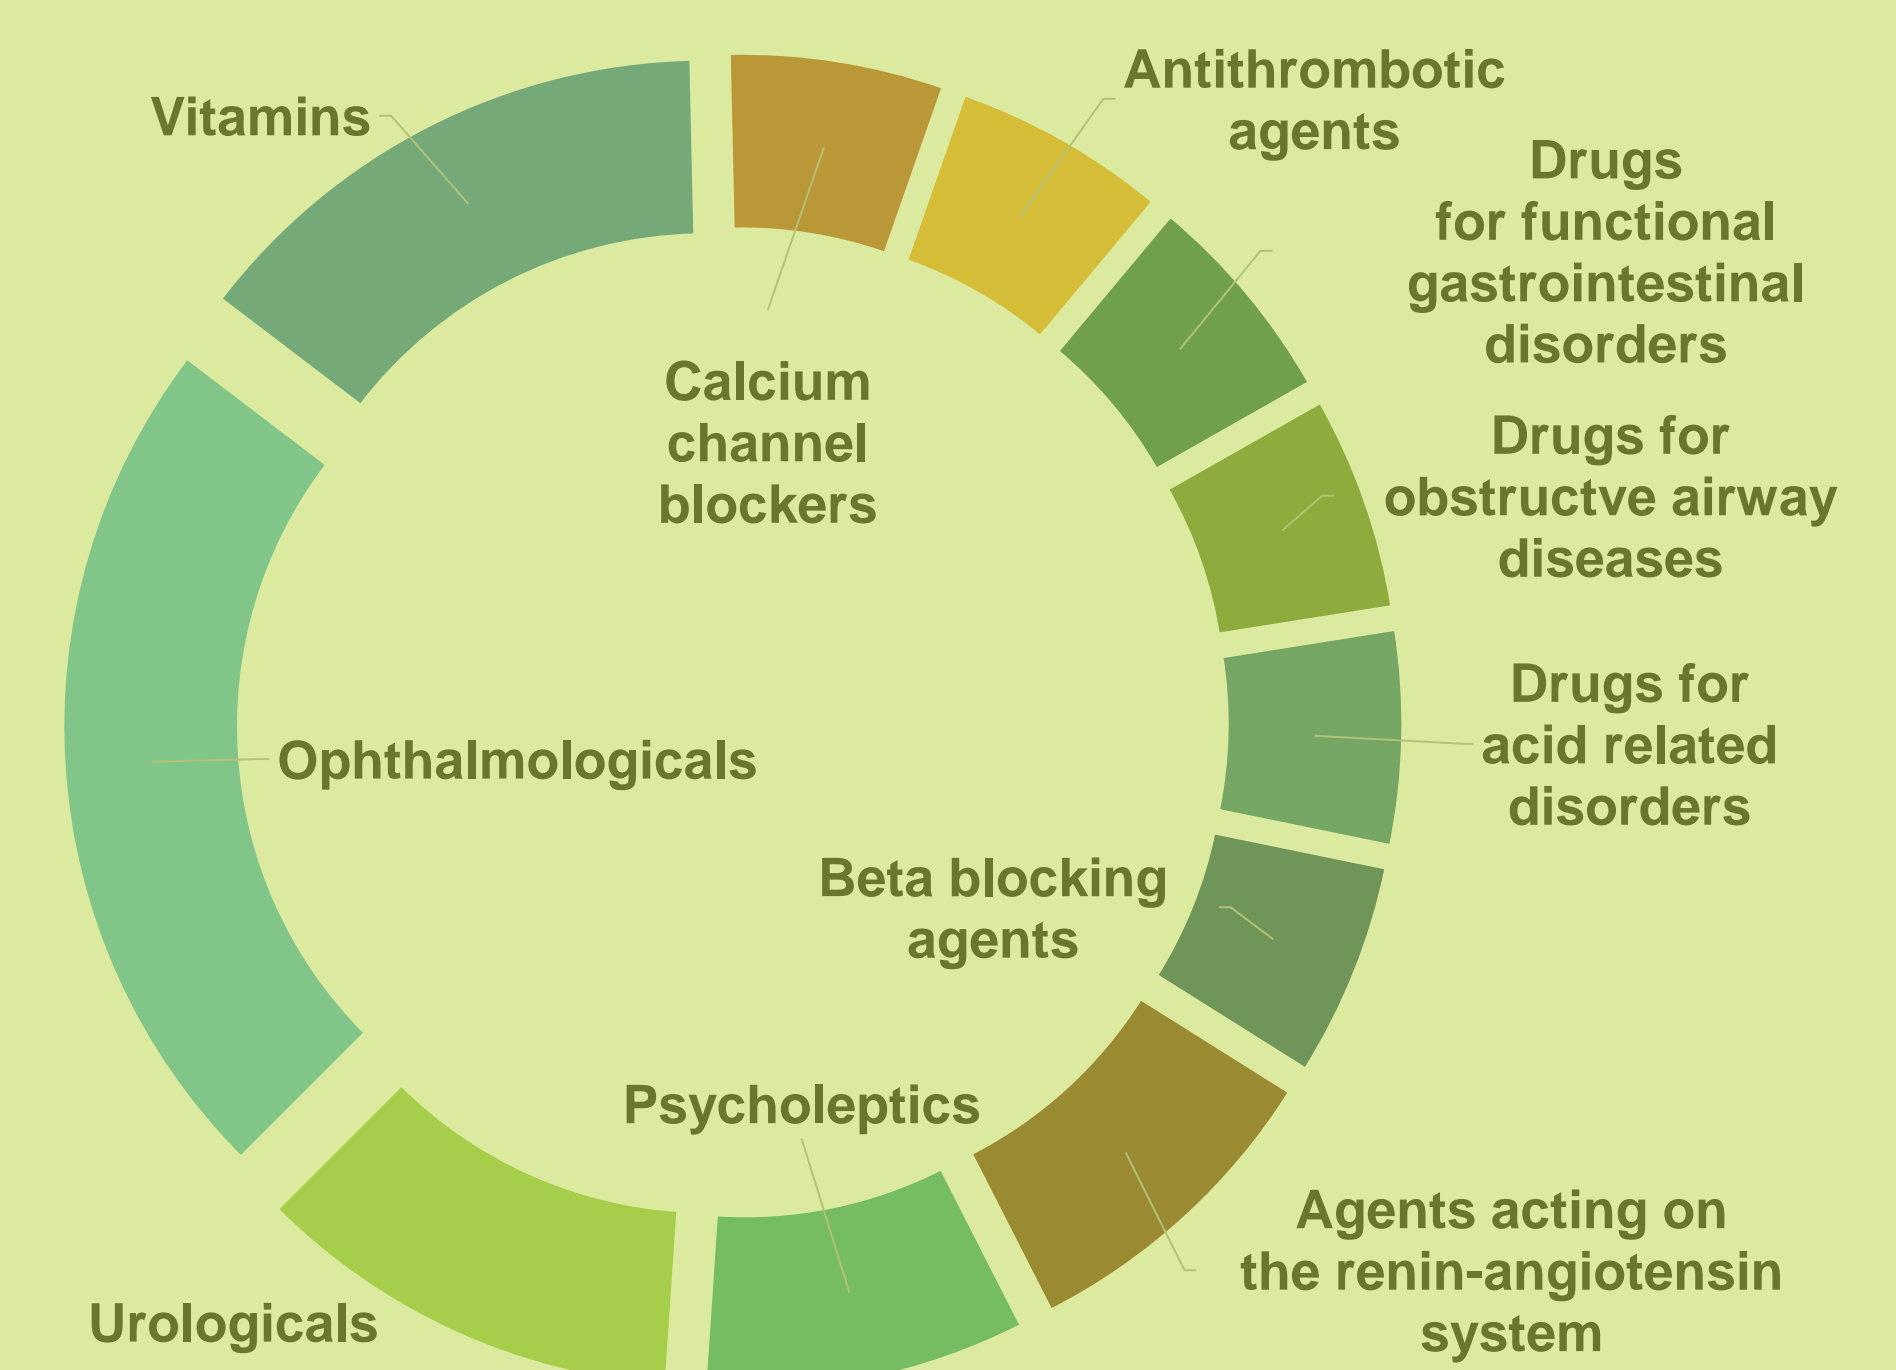 Vitamins
Antithrombotic
agents
Drugs
for functional
gastrointestinal
disorders
Calcium
channel
blockers
Drugs for
obstructve airway
diseases
Ophthalmologicals
Drugs for
acid related
disorders
Beta blocking
agents
Psycholeptics
Agents acting on
the renin-angiotensin
system
Urologicals